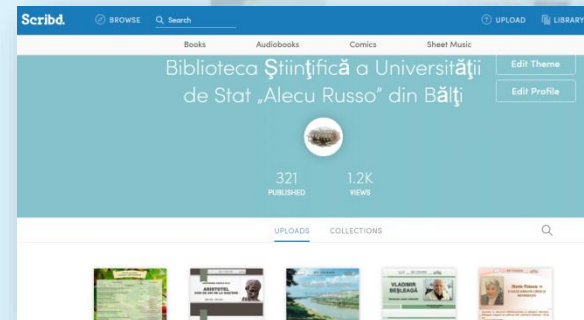 Scribd. BROWSE Search UPLOAD LIBRARY
Books Audiobooks Comics Sheet Music
Biblioteca Ştiinţifică a Universităţii
de Stat „Alecu Russo” din Bălţi
Edit Theme
Edit Profile
321 1.2K
PUBLISHED VIEWS
UPLOADS COLLECTIONS
ARISTOTEL
VLADIMIR
BEŞLEAGĂ